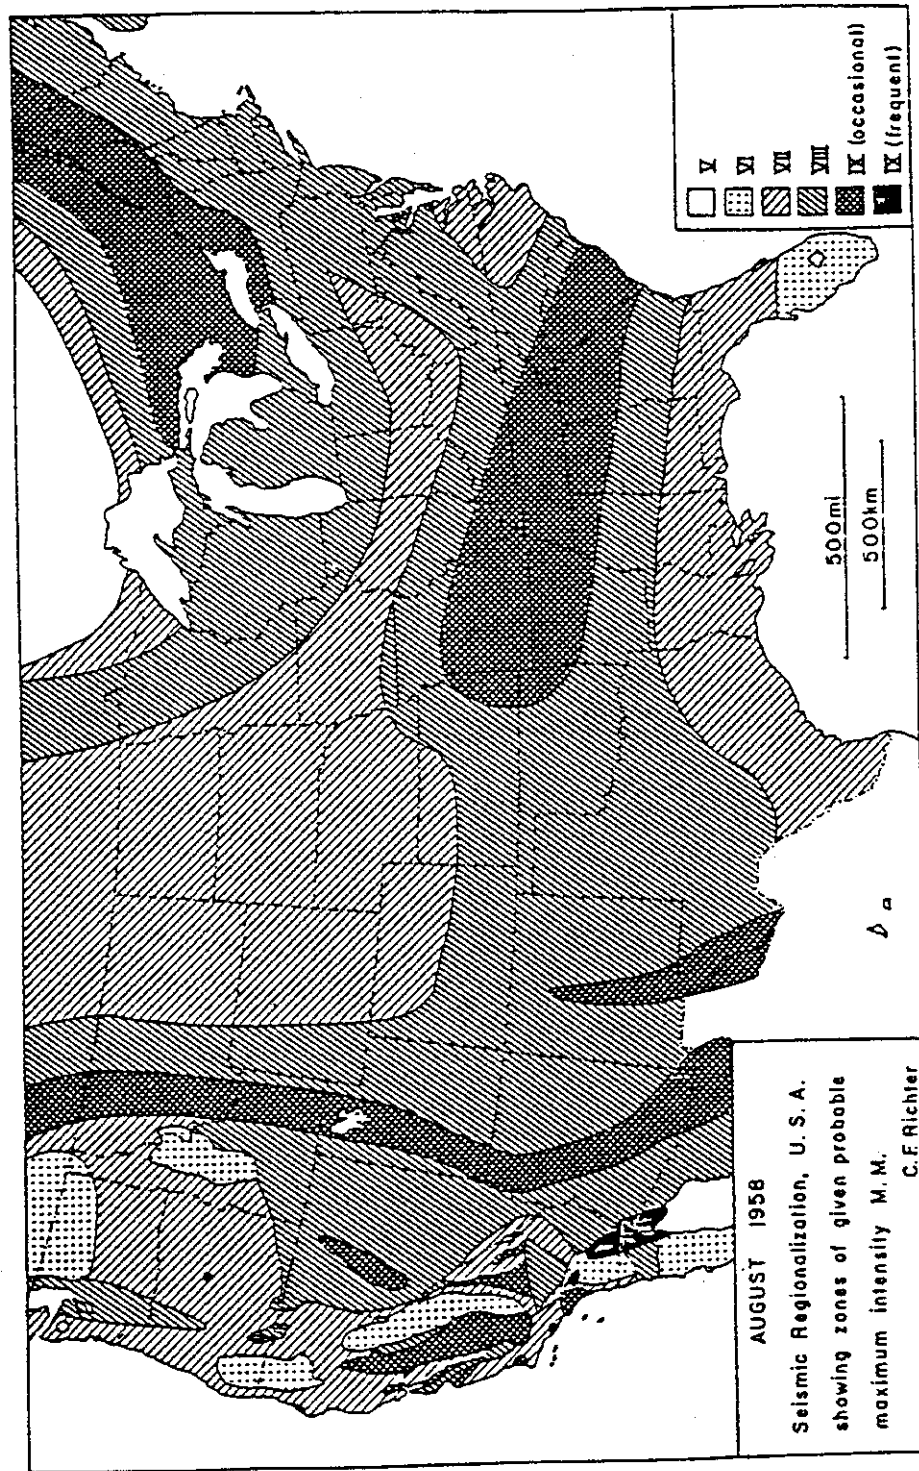 AUGUST 1958
Seismic Regionalization, U. S. A.
showing zones of given probable
maximum intensity M. M.
C. F. Richter
500mi
500km
V
VI
VII
VIII
IX (occasional)
IX (frequent)